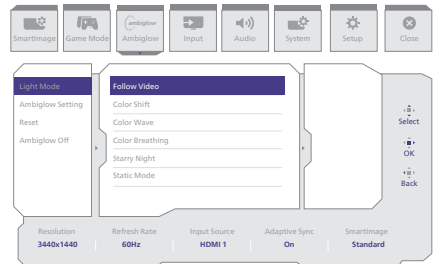 ambiglow
SmartImage Game Mode Ambiglow Input Audio System Setup Close
Light Mode
Ambiglow Setting
Reset
Ambiglow Off
Follow Video
Color Shift
Color Wave
Color Breathing
Starry Night
Static Mode
Select
OK
Back
Resolution Refresh Rate Input Source Adaptive Sync SmartImage
3440x1440 60Hz HDMI 1 On Standard